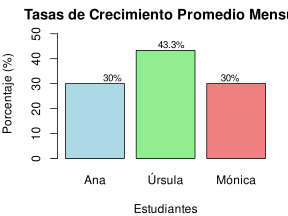 Tasas de Crecimiento Promedio
Porcentaje (%)
50
40
30
20
10
0
30%
43.3%
30%
Ana
Úrsula
Mónica
Estudiantes